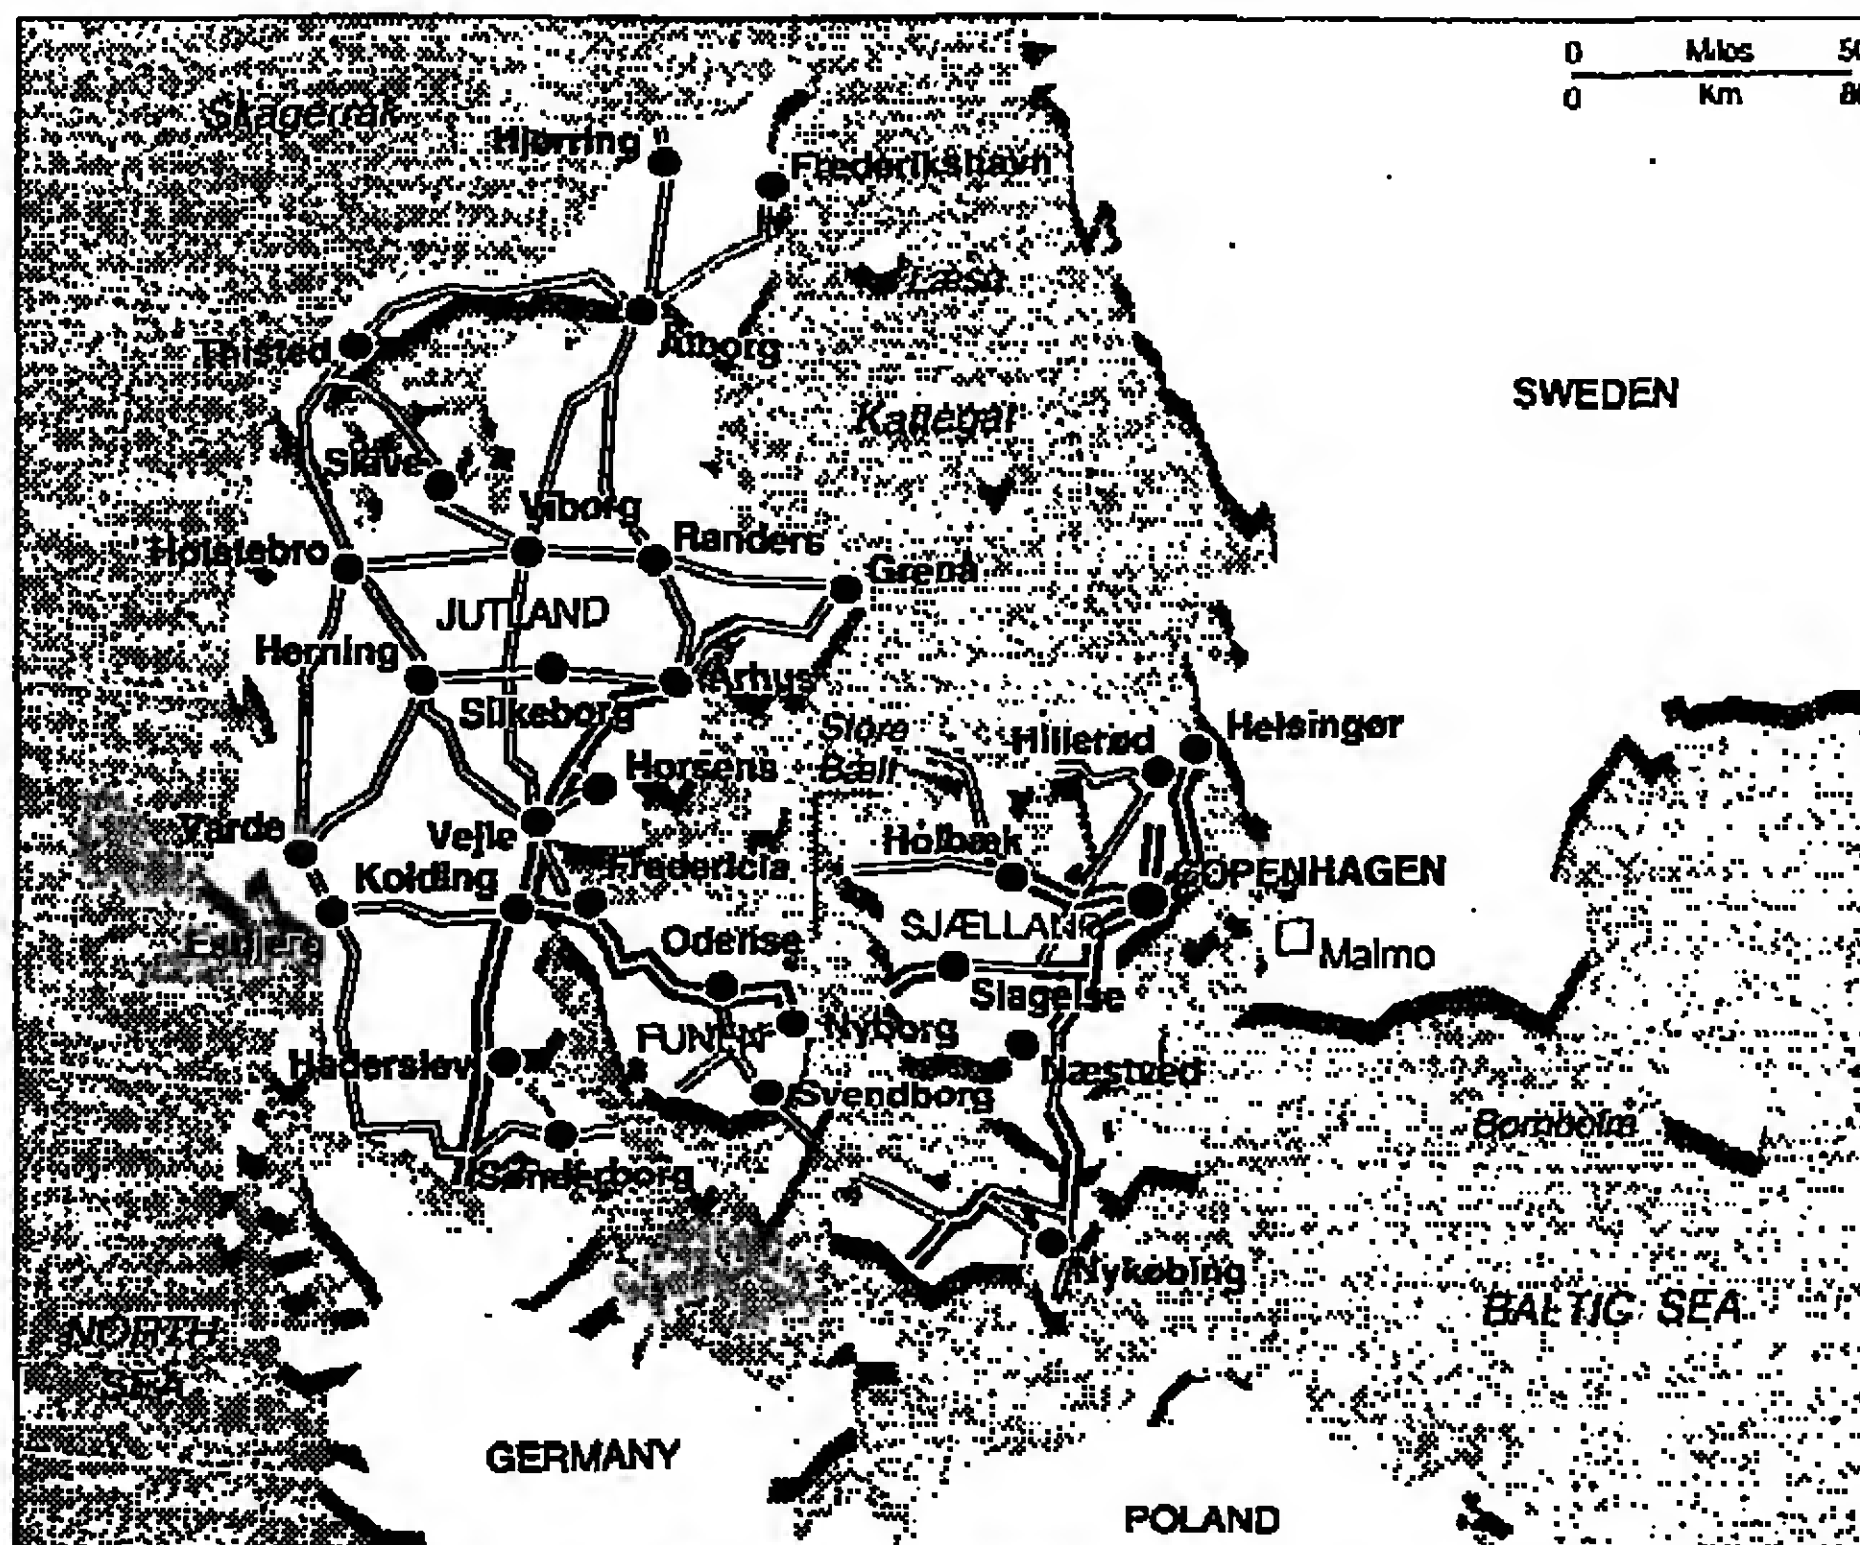 0 Miles 50
0 Km 80
Skagerrak
Hjørring
Frederikshavn
Læsø
Thisted
Ålborg
SWEDEN
Kattegat
Skive
Viborg
Randers
Holstebro
Grenå
JUTLAND
Herning
Århus
Silkeborg
Store
Bælt
Hillerød
Helsingør
Horsens
Varde
Vejle
Holbæk
Fredericia
Kolding
COPENHAGEN
SJÆLLAND
Odense
Esbjerg
Malmo
Slagelse
FUNEN
Nyborg
Haderslev
Næstved
Svendborg
Bornholm
Sønderborg
Nykøbing
NORTH
SEA
BALTIC SEA
GERMANY
POLAND